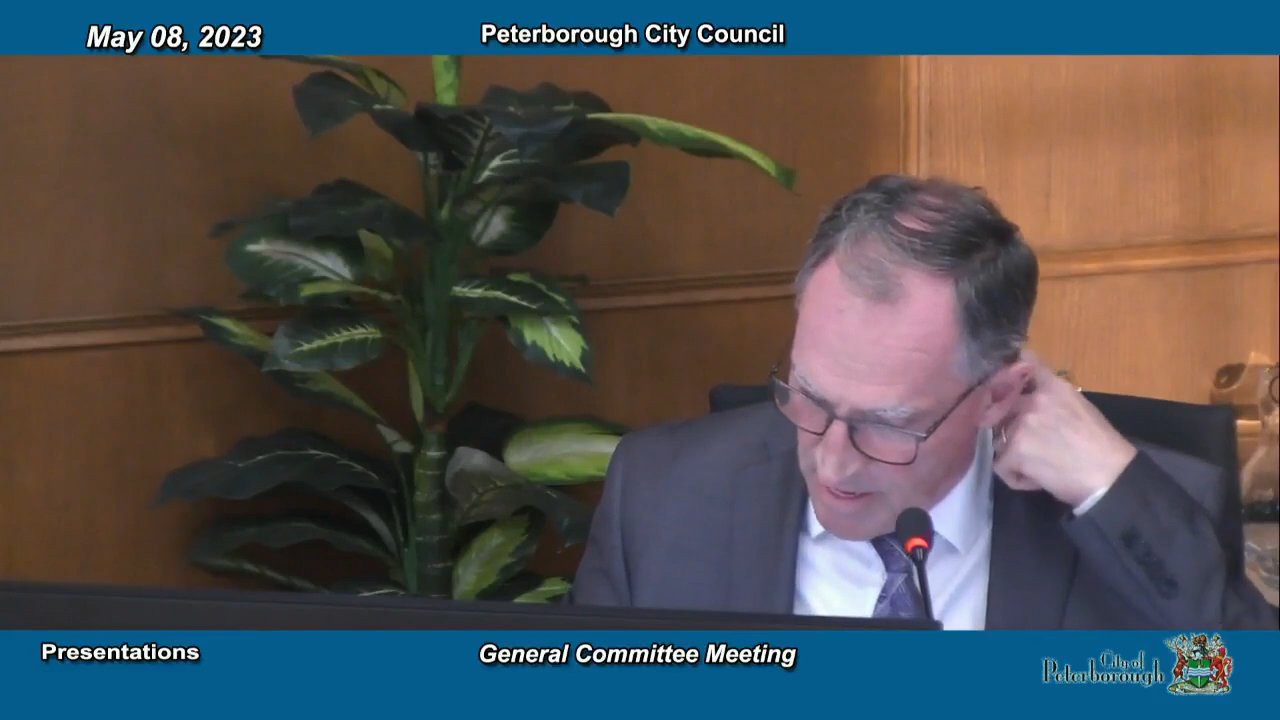 May 08, 2023
Peterborough City Council
Presentations
General Committee Meeting
City of
Peterborough